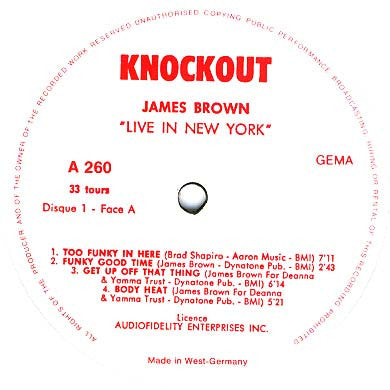 ALL RIGHTS OF THE PRODUCER AND OF THE OWNER OF THE RECORDED WORK RESERVED UNAUTHORISED COPYING PUBLIC PERFORMANCE BROADCASTING, HIRING OR RENTAL OF THIS RECORDING PROHIBITED
KNOCKOUT
JAMES BROWN
"LIVE IN NEW YORK"
A 260
GEMA
33 tours
Disque 1 - Face A
1. TOO FUNKY IN HERE (Brad Shapiro - Aaron Music - BMI) 7'11
2. FUNKY GOOD TIME (James Brown - Dynatone Pub. - BMI) 2'43
3. GET UP OFF THAT THING (James Brown For Deanna
& Yamma Trust - Dynatone Pub. - BMI) 6'14
4. BODY HEAT (James Brown For Deanna
& Yamma Trust - Dynatone Pub. - BMI) 5'21
Licence
AUDIOFIDELITY ENTERPRISES INC.
Made in West-Germany